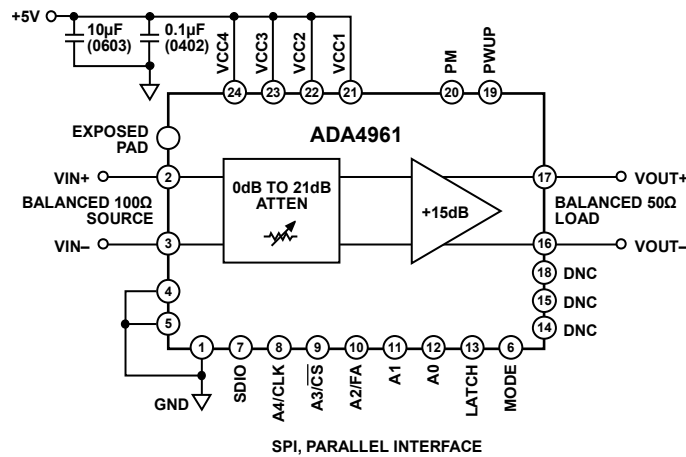 +5V
10µF
(0603)
0.1µF
(0402)
VCC4
VCC3
VCC2
VCC1
PM
PWUP
24
23
22
21
20
19
EXPOSED
PAD
ADA4961
VIN+
2
0dB TO 21dB
ATTEN
+15dB
17
VOUT+
BALANCED 100Ω
SOURCE
BALANCED 50Ω
LOAD
VIN–
3
16
VOUT–
4
18
DNC
5
15
DNC
14
DNC
1
7
8
9
10
11
12
13
6
GND
SDIO
A4/CLK
A3/C̅S̅
A2/FA
A1
A0
LATCH
MODE
SPI, PARALLEL INTERFACE